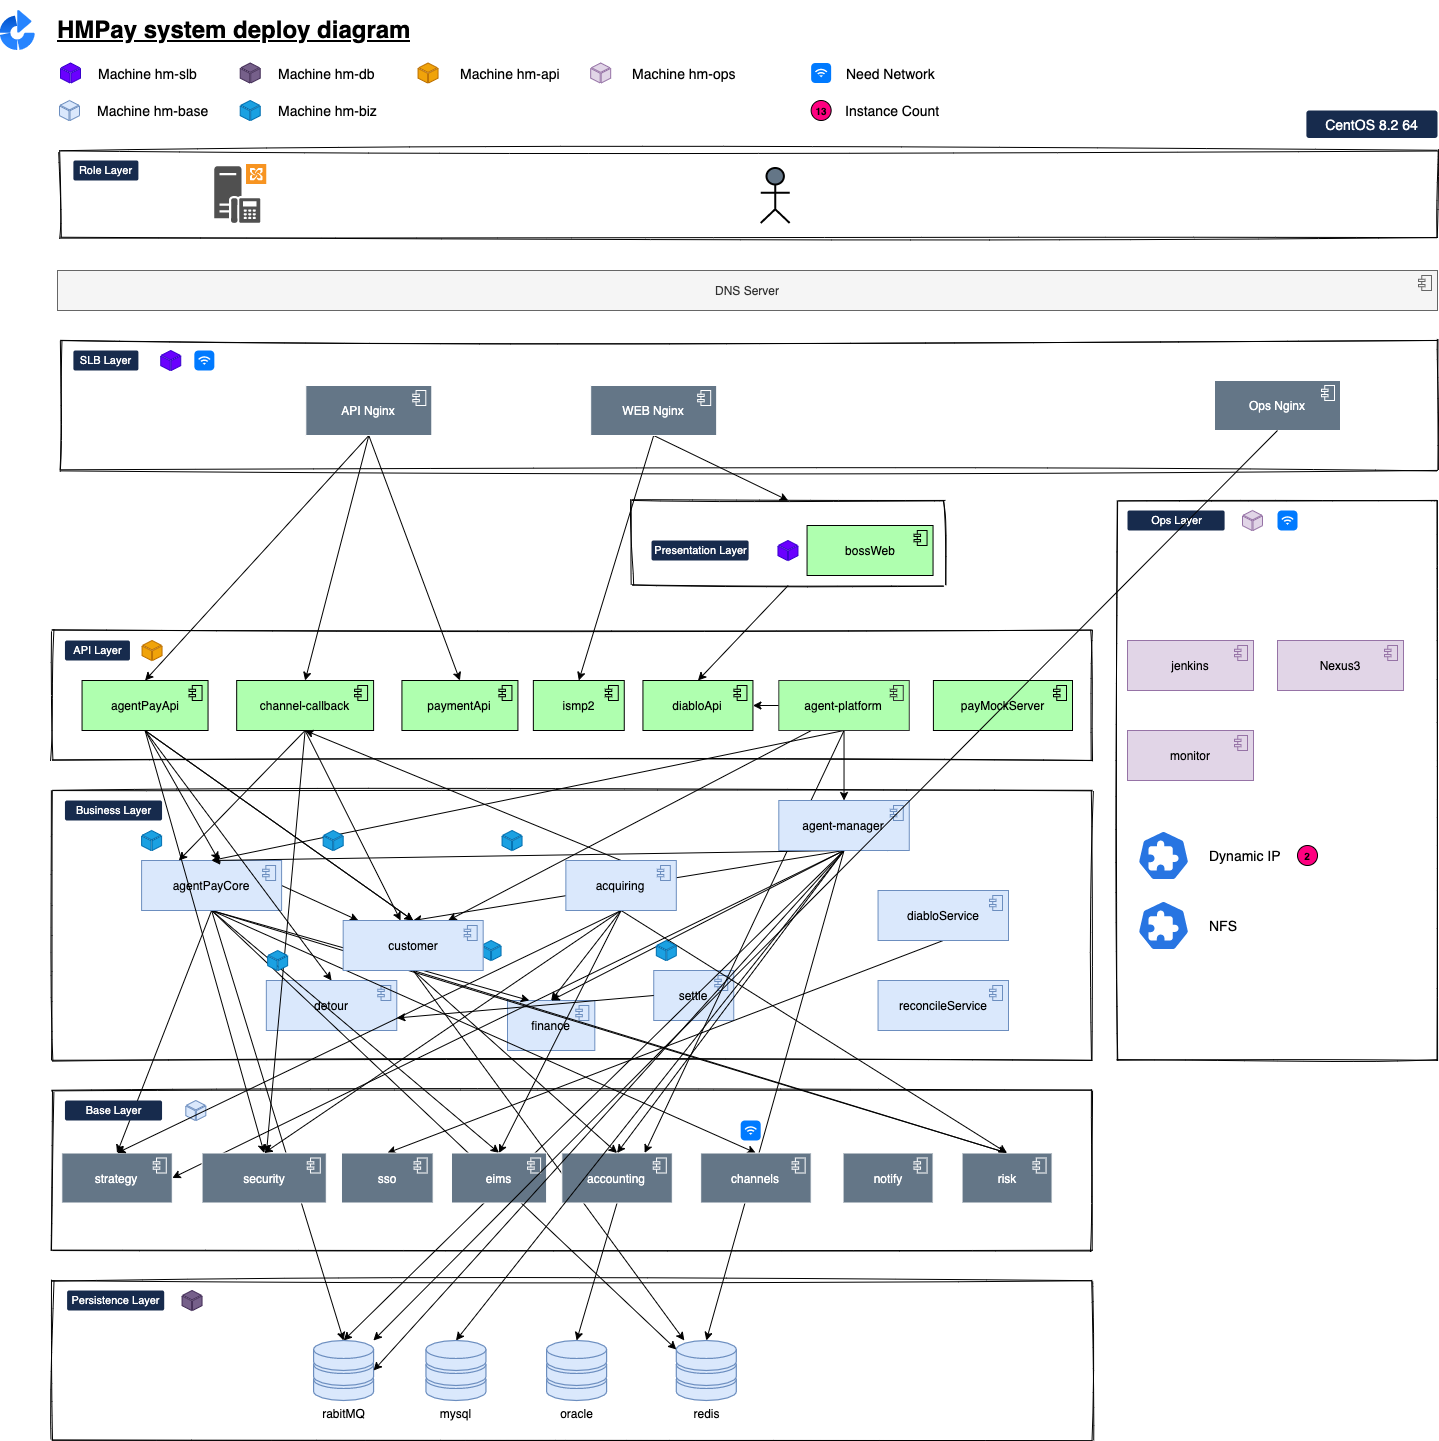 HMPay system deploy diagram
Machine hm-slb
Machine hm-db
Machine hm-api
Machine hm-ops
Need Network
Machine hm-base
Machine hm-biz
13
Instance Count
CentOS 8.2 64
Role Layer
DNS Server
SLB Layer
API Nginx
WEB Nginx
Ops Nginx
Ops Layer
Presentation Layer
bossWeb
API Layer
jenkins
Nexus3
agentPayApi
channel-callback
paymentApi
ismp2
diabloApi
agent-platform
payMockServer
monitor
Business Layer
agent-manager
Dynamic IP
2
agentPayCore
acquiring
diabloService
NFS
customer
detour
settle
reconcileService
finance
Base Layer
strategy
security
sso
eims
accounting
channels
notify
risk
Persistence Layer
rabitMQ
mysql
oracle
redis